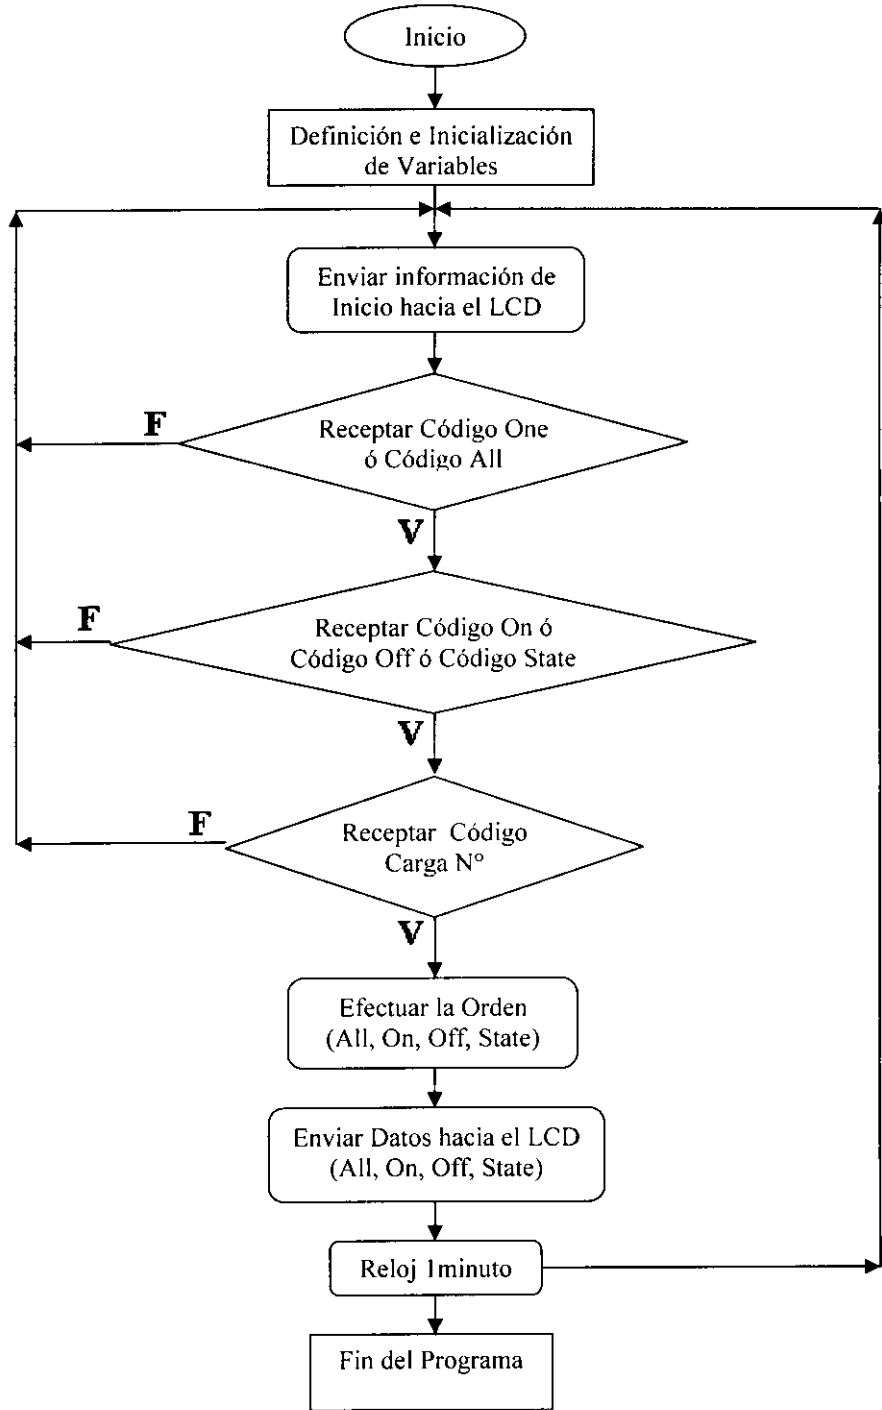 Inicio
Definición e Inicialización
de Variables
Enviar información de
Inicio hacia el LCD
F
Receptar Código One
ó Código All
V
F
Receptar Código On ó
Código Off ó Código State
V
F
Receptar Código
Carga N°
V
Efectuar la Orden
(All, On, Off, State)
Enviar Datos hacia el LCD
(All, On, Off, State)
Reloj 1minuto
Fin del Programa